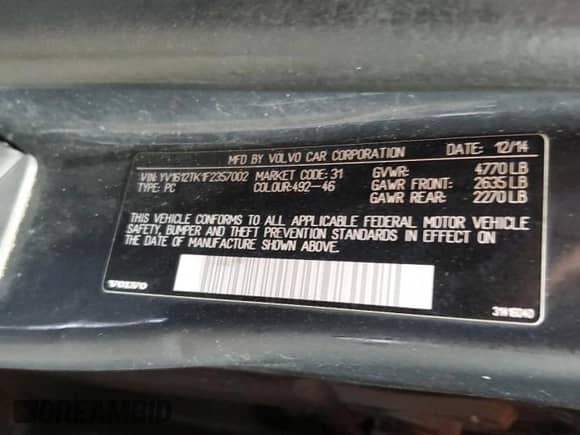 MFD BY VOLVO CAR CORPORATION DATE: 12/14
VIN: YV1612TK1F2357002 MARKET CODE: 31 GVWR: 4770 LB
TYPE: PC COLOUR:492-46 GAWR FRONT: 2635 LB
GAWR REAR: 2270 LB
THIS VEHICLE CONFORMS TO ALL APPLICABLE FEDERAL MOTOR VEHICLE
SAFETY, BUMPER AND THEFT PREVENTION STANDARDS IN EFFECT ON
THE DATE OF MANUFACTURE SHOWN ABOVE.
VOLVO
DREAMBID